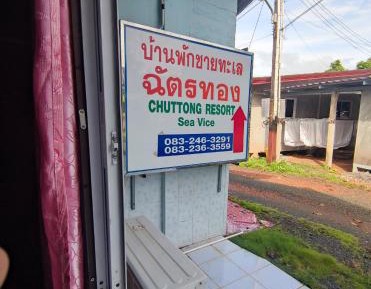 บ้านพักชายทะเล
ฉัตรทอง
CHUTTONG RESORT
Sea Vice
083-246-3291
083-236-3559